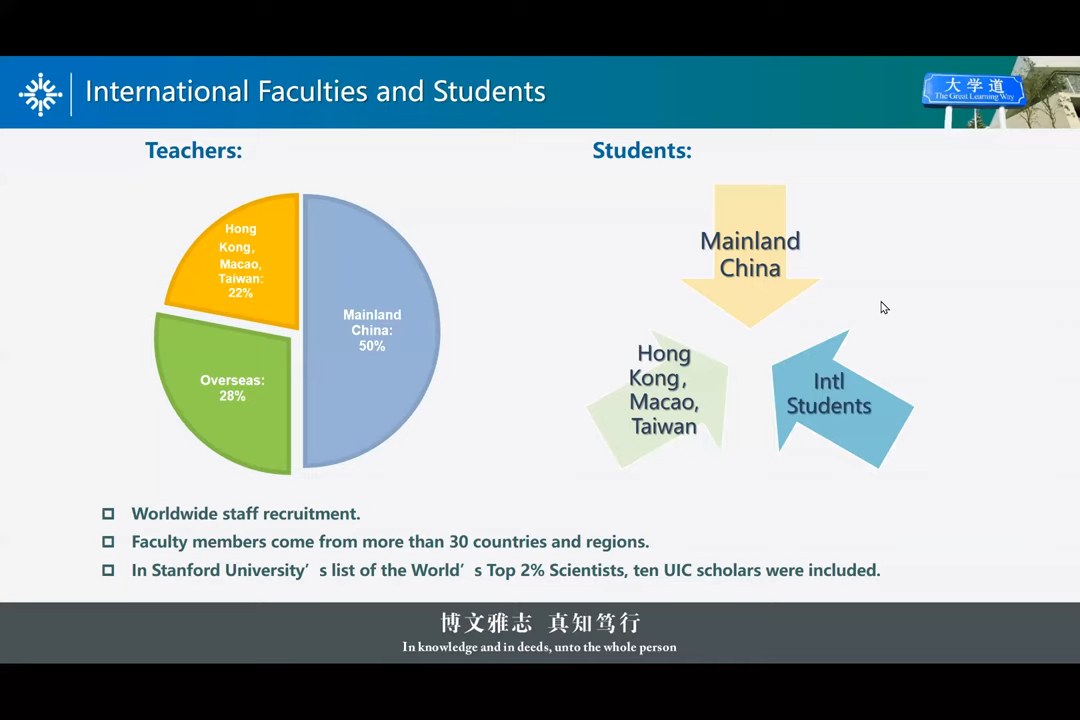 International Faculties and Students
大学道
The Great Learning Way
Teachers:
Students:
Hong
Kong,
Macao,
Taiwan:
22%
Mainland
China:
50%
Overseas:
28%
Mainland
China
Hong
Kong,
Macao,
Taiwan
Intl
Students
Worldwide staff recruitment.
Faculty members come from more than 30 countries and regions.
In Stanford University’s list of the World’s Top 2% Scientists, ten UIC scholars were included.
博文雅志 真知笃行
In knowledge and in deeds, unto the whole person